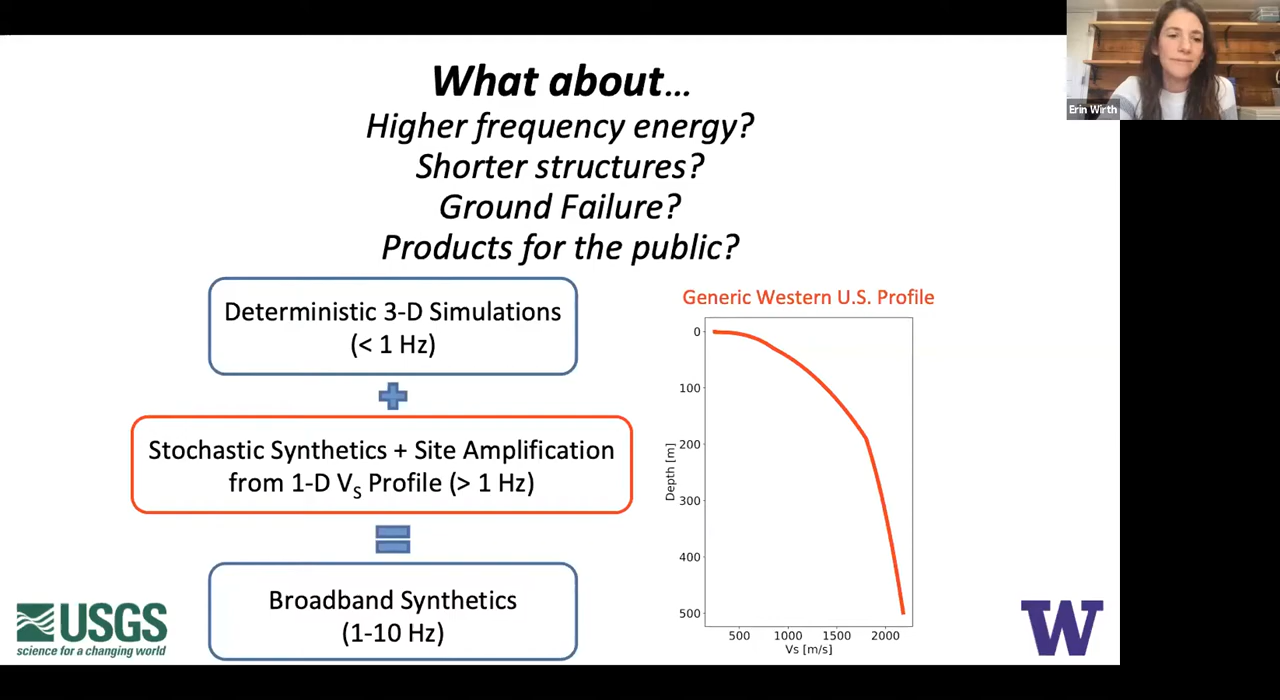 What about…
Higher frequency energy?
Shorter structures?
Ground Failure?
Products for the public?
Erin Wirth
Deterministic 3-D Simulations
(< 1 Hz)
Stochastic Synthetics + Site Amplification
from 1-D VS Profile (> 1 Hz)
Broadband Synthetics
(1-10 Hz)
Generic Western U.S. Profile
0
100
200
300
400
500
Depth [m]
500 1000 1500 2000
Vs [m/s]
USGS
science for a changing world
W